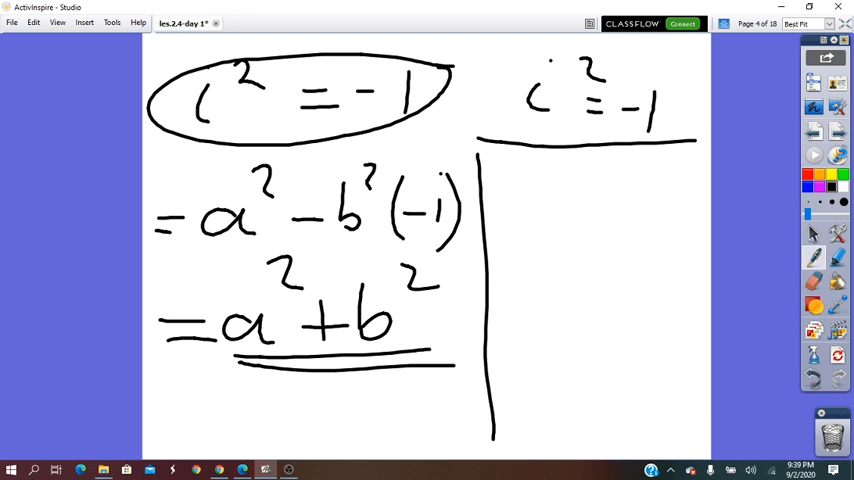 ActivInspire - Studio
File Edit View Insert Tools Help
les.2.4-day 1*
CLASSFLOW Connect
Page 4 of 18
Best Fit
i² = -1
i² = -1
= a² - b² (-1)
= a² + b²
9:39 PM
9/2/2020